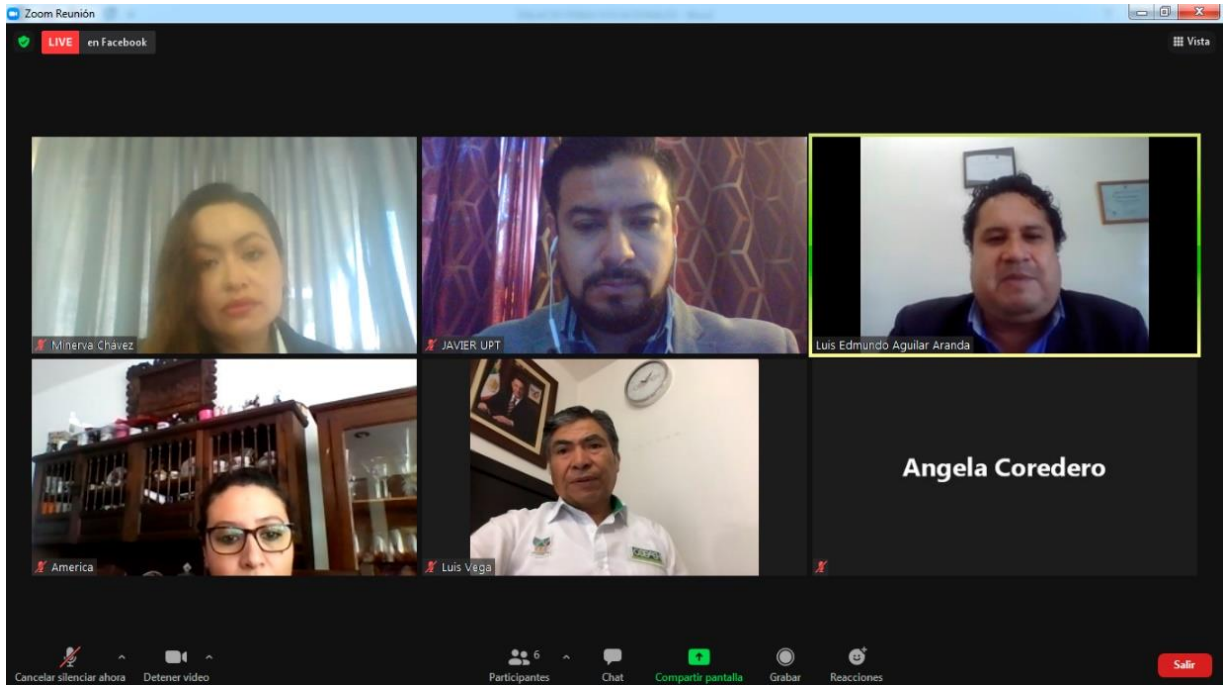 Zoom Reunión
LIVE en Facebook
Vista
Minerva Chávez
JAVIER UPT
Luis Edmundo Aguilar Aranda
America
Luis Vega
Angela Coredero
Cancelar silenciar ahora
Detener video
6
Participantes
Chat
Compartir pantalla
Grabar
Reacciones
Salir